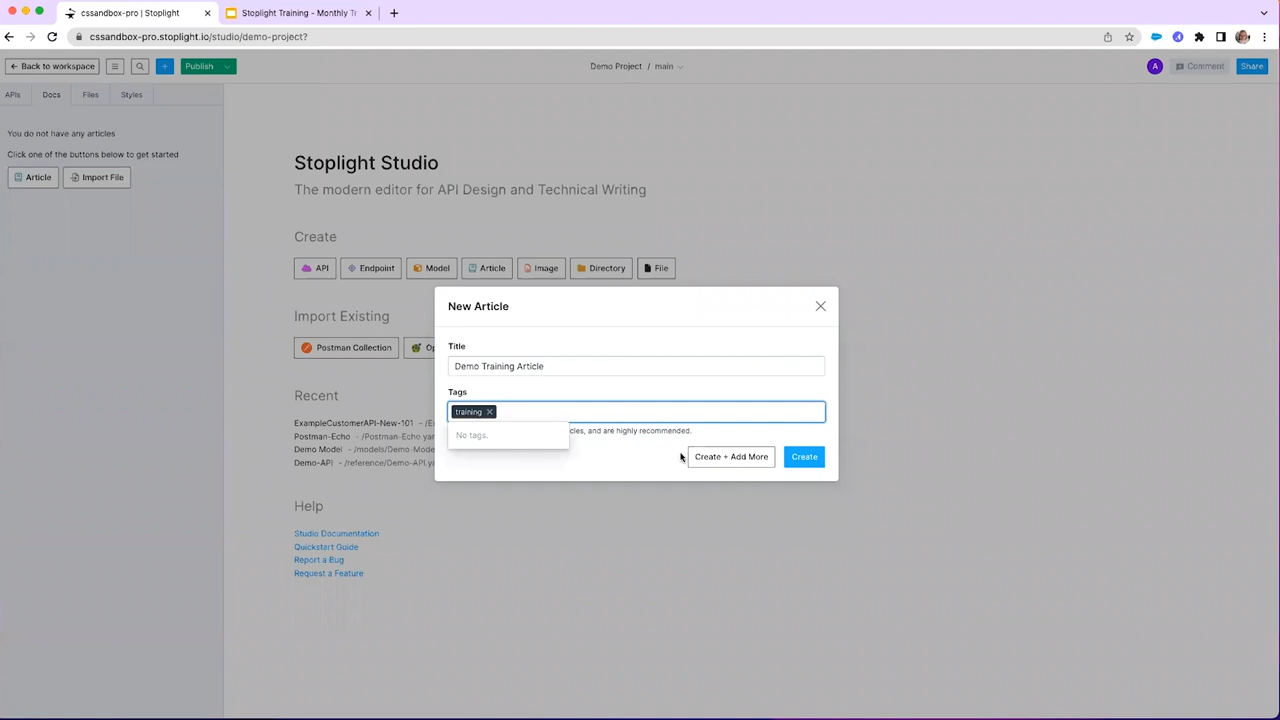 cssandbox-pro | Stoplight
Stoplight Training - Monthly Tr
cssandbox-pro.stoplight.io/studio/demo-project?
Back to workspace
Publish
Demo Project / main
A
Comment
Share
APIs
Docs
Files
Styles
You do not have any articles
Click one of the buttons below to get started
Article
Import File
Stoplight Studio
The modern editor for API Design and Technical Writing
Create
API
Endpoint
Model
Article
Image
Directory
File
Import Existing
Postman Collection
Op
Recent
ExampleCustomerAPI-New-101 - /E
Postman-Echo - /Postman-Echo yar
Demo Model - /models/Demo-Mode
Demo-API - /reference/Demo-API.ya
Help
Studio Documentation
Quickstart Guide
Report a Bug
Request a Feature
New Article
Title
Demo Training Article
Tags
training
No tags.
cles, and are highly recommended.
Create + Add More
Create